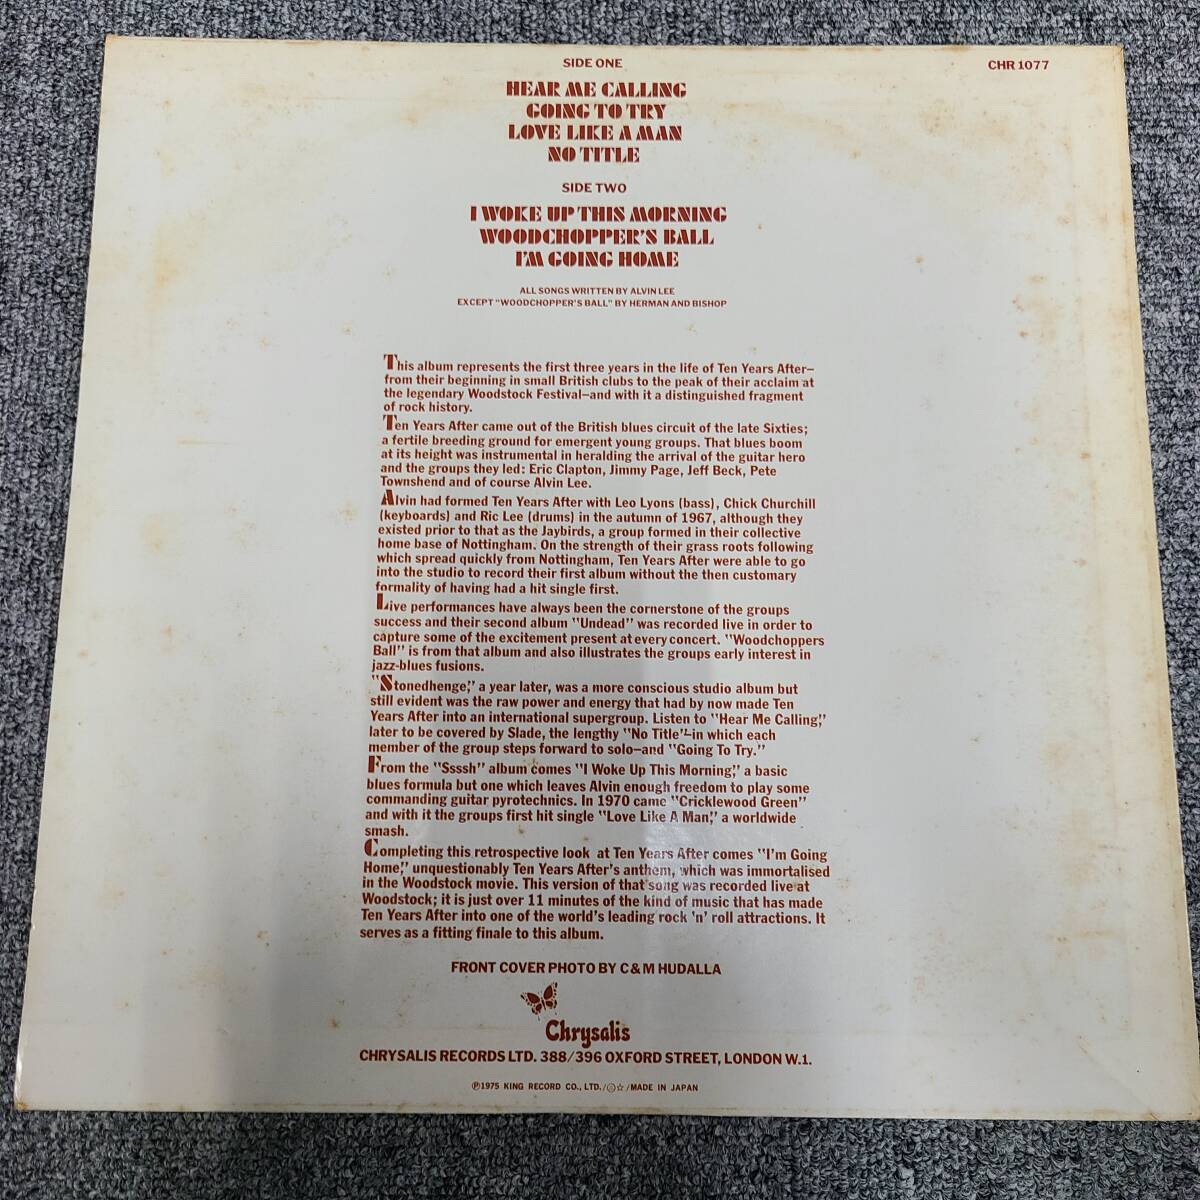 SIDE ONE
CHR 1077
HEAR ME CALLING
GOING TO TRY
LOVE LIKE A MAN
NO TITLE
SIDE TWO
I WOKE UP THIS MORNING
WOODCHOPPER'S BALL
I'M GOING HOME
ALL SONGS WRITTEN BY ALVIN LEE
EXCEPT "WOODCHOPPER'S BALL" BY HERMAN AND BISHOP
This album represents the first three years in the life of Ten Years After—
from their beginning in small British clubs to the peak of their acclaim at
the legendary Woodstock Festival—and with it a distinguished fragment
of rock history.
Ten Years After came out of the British blues circuit of the late Sixties;
a fertile breeding ground for emergent young groups. That blues boom
at its height was instrumental in heralding the arrival of the guitar hero
and the groups they led: Eric Clapton, Jimmy Page, Jeff Beck, Pete
Townshend and of course Alvin Lee.
Alvin had formed Ten Years After with Leo Lyons (bass), Chick Churchill
(keyboards) and Ric Lee (drums) in the autumn of 1967, although they
existed prior to that as the Jaybirds, a group formed in their collective
home base of Nottingham. On the strength of their grass roots following
which spread quickly from Nottingham, Ten Years After were able to go
into the studio to record their first album without the then customary
formality of having had a hit single first.
Live performances have always been the cornerstone of the groups
success and their second album "Undead" was recorded live in order to
capture some of the excitement present at every concert. "Woodchoppers
Ball" is from that album and also illustrates the groups early interest in
jazz-blues fusions.
"Stonedhenge," a year later, was a more conscious studio album but
still evident was the raw power and energy that had by now made Ten
Years After into an international supergroup. Listen to "Hear Me Calling,"
later to be covered by Slade, the lengthy "No Title"—in which each
member of the group steps forward to solo—and "Going To Try."
From the "Ssssh" album comes "I Woke Up This Morning," a basic
blues formula but one which leaves Alvin enough freedom to play some
commanding guitar pyrotechnics. In 1970 came "Cricklewood Green"
and with it the groups first hit single "Love Like A Man," a worldwide
smash.
Completing this retrospective look at Ten Years After comes "I'm Going
Home," unquestionably Ten Years After's anthem, which was immortalised
in the Woodstock movie. This version of that song was recorded live at
Woodstock; it is just over 11 minutes of the kind of music that has made
Ten Years After into one of the world's leading rock 'n' roll attractions. It
serves as a fitting finale to this album.
FRONT COVER PHOTO BY C & M HUDALLA
Chrysalis
CHRYSALIS RECORDS LTD. 388/396 OXFORD STREET, LONDON W.1.
℗1975 KING RECORD CO., LTD./Ⓒ☆/MADE IN JAPAN